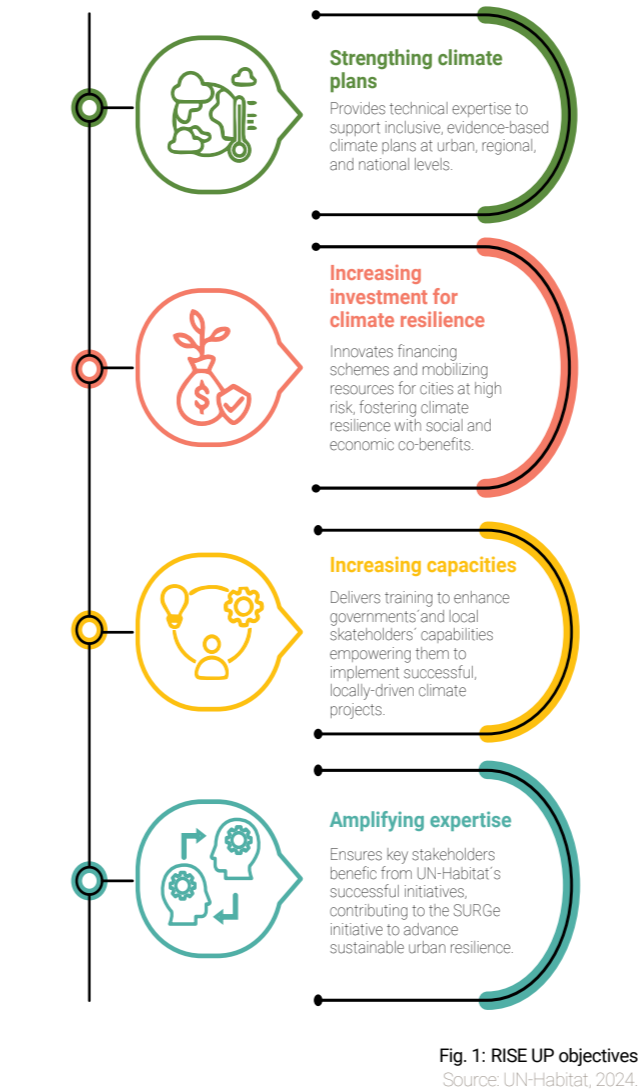 Strengthing climate
plans
Provides technical expertise to
support inclusive, evidence-based
climate plans at urban, regional,
and national levels.
Increasing
investment for
climate resilience
Innovates financing
schemes and mobilizing
resources for cities at high
risk, fostering climate
resilience with social and
economic co-benefits.
$
Increasing capacities
Delivers training to enhance
governments´and local
skateholders´ capabilities
empowering them to
implement successful,
locally-driven climate
projects.
Amplifying expertise
Ensures key stakeholders
benefic from UN-Habitat´s
successful initiatives,
contributing to the SURGe
initiative to advance
sustainable urban resilience.
Fig. 1: RISE UP objectives
Source: UN-Habitat, 2024.